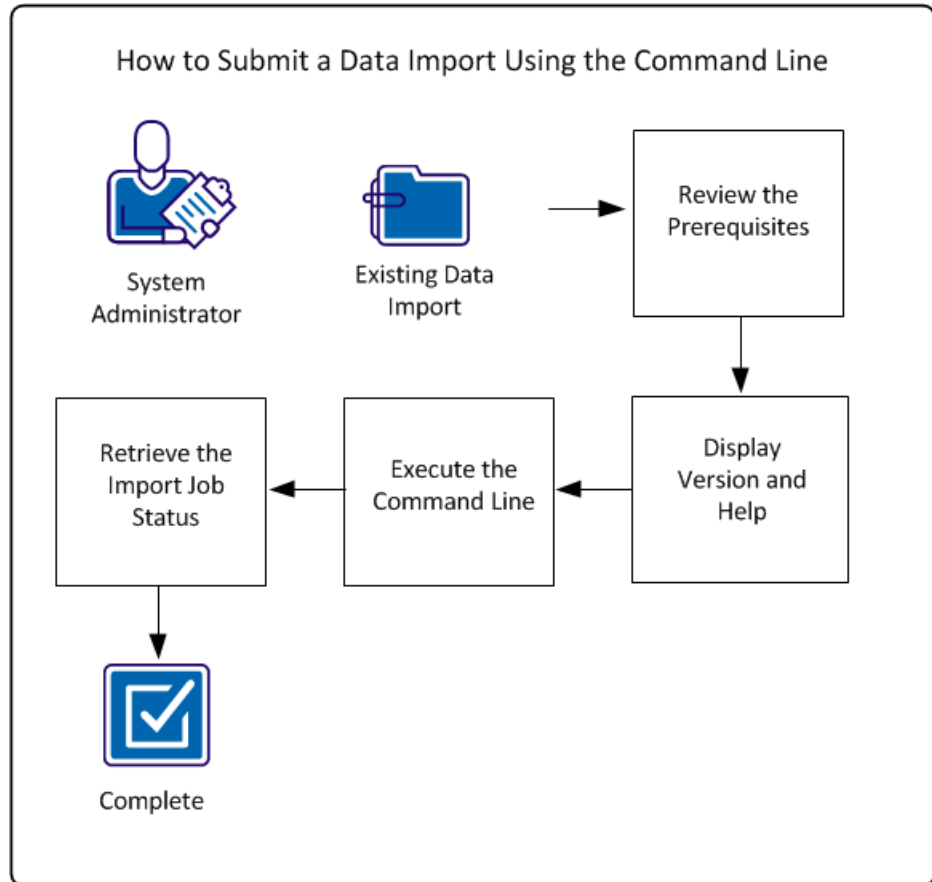 How to Submit a Data Import Using the Command Line
System
Administrator
Existing Data
Import
Review the
Prerequisites
Display
Version and
Help
Execute the
Command Line
Retrieve the
Import Job
Status
Complete